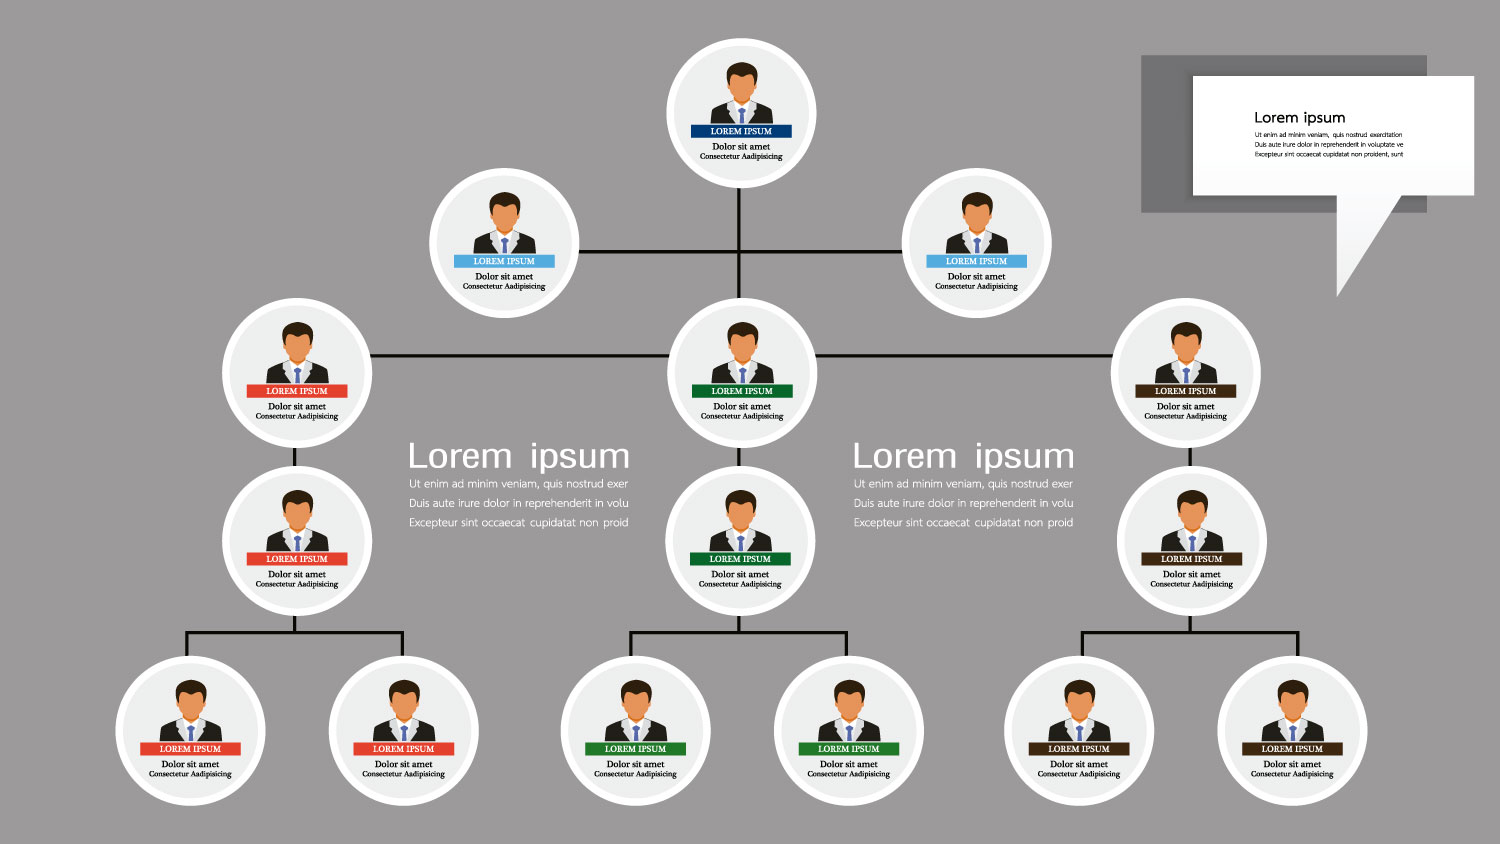 LOREM IPSUM
Dolor sit amet
Consectetur Aadipisicing
Lorem ipsum
Ut enim ad minim veniam, quis nostrud exercitation
Duis aute irure dolor in reprehenderit in voluptate ve
Excepteur sint occaecat cupidatat non proident, sunt
LOREM IPSUM
Dolor sit amet
Consectetur Aadipisicing
LOREM IPSUM
Dolor sit amet
Consectetur Aadipisicing
LOREM IPSUM
Dolor sit amet
Consectetur Aadipisicing
LOREM IPSUM
Dolor sit amet
Consectetur Aadipisicing
LOREM IPSUM
Dolor sit amet
Consectetur Aadipisicing
Lorem ipsum
Ut enim ad minim veniam, quis nostrud exer
Duis aute irure dolor in reprehenderit in volu
Excepteur sint occaecat cupidatat non proid
Lorem ipsum
Ut enim ad minim veniam, quis nostrud exer
Duis aute irure dolor in reprehenderit in volu
Excepteur sint occaecat cupidatat non proid
LOREM IPSUM
Dolor sit amet
Consectetur Aadipisicing
LOREM IPSUM
Dolor sit amet
Consectetur Aadipisicing
LOREM IPSUM
Dolor sit amet
Consectetur Aadipisicing
LOREM IPSUM
Dolor sit amet
Consectetur Aadipisicing
LOREM IPSUM
Dolor sit amet
Consectetur Aadipisicing
LOREM IPSUM
Dolor sit amet
Consectetur Aadipisicing
LOREM IPSUM
Dolor sit amet
Consectetur Aadipisicing
LOREM IPSUM
Dolor sit amet
Consectetur Aadipisicing
LOREM IPSUM
Dolor sit amet
Consectetur Aadipisicing